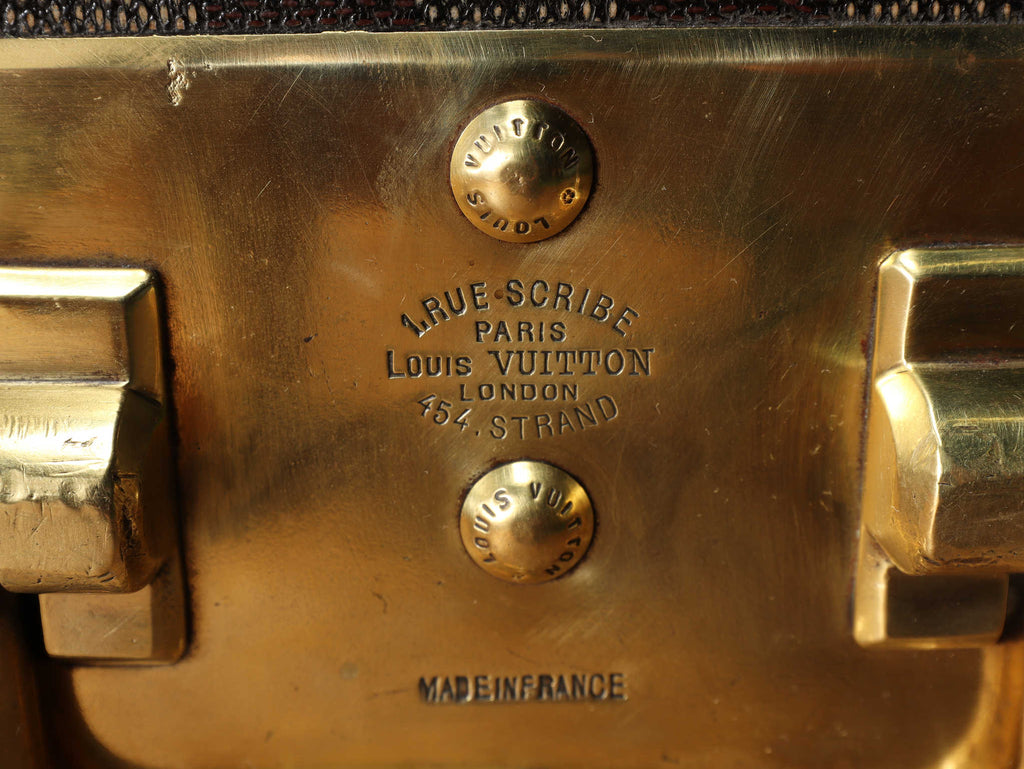 LOUIS VUITTON
1, RUE SCRIBE
PARIS
LOUIS VUITTON
LONDON
454. STRAND
LOUIS VUITTON
MADE IN FRANCE